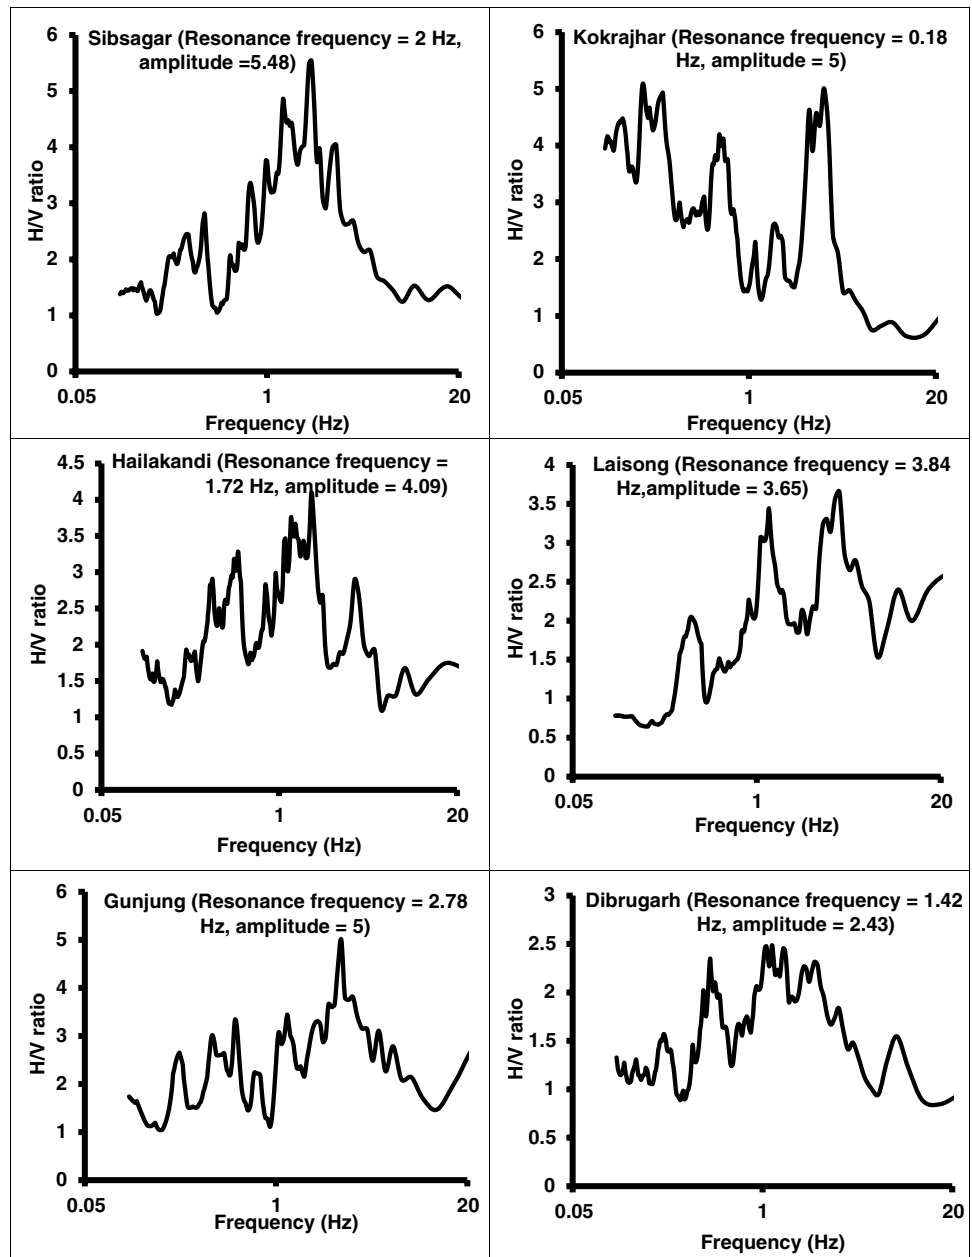 Sibsagar (Resonance frequency = 2 Hz,
amplitude =5.48)
6
5
4
3
2
1
0
H/V ratio
0.05
1
20
Frequency (Hz)
Kokrajhar (Resonance frequency = 0.18
Hz, amplitude = 5)
6
5
4
3
2
1
0
H/V ratio
0.05
1
20
Frequency (Hz)
Hailakandi (Resonance frequency =
1.72 Hz, amplitude = 4.09)
4.5
4
3.5
3
2.5
2
1.5
1
0.5
0
H/V ratio
0.05
1
20
Frequency (Hz)
Laisong (Resonance frequency = 3.84
Hz,amplitude = 3.65)
4
3.5
3
2.5
2
1.5
1
0.5
0
H/V ratio
0.05
1
20
Frequency (Hz)
Gunjung (Resonance frequency = 2.78
Hz, amplitude = 5)
6
5
4
3
2
1
0
H/V ratio
0.05
1
20
Frequency (Hz)
Dibrugarh (Resonance frequency = 1.42
Hz, amplitude = 2.43)
3
2.5
2
1.5
1
0.5
0
H/V ratio
0.05
1
20
Frequency (Hz)